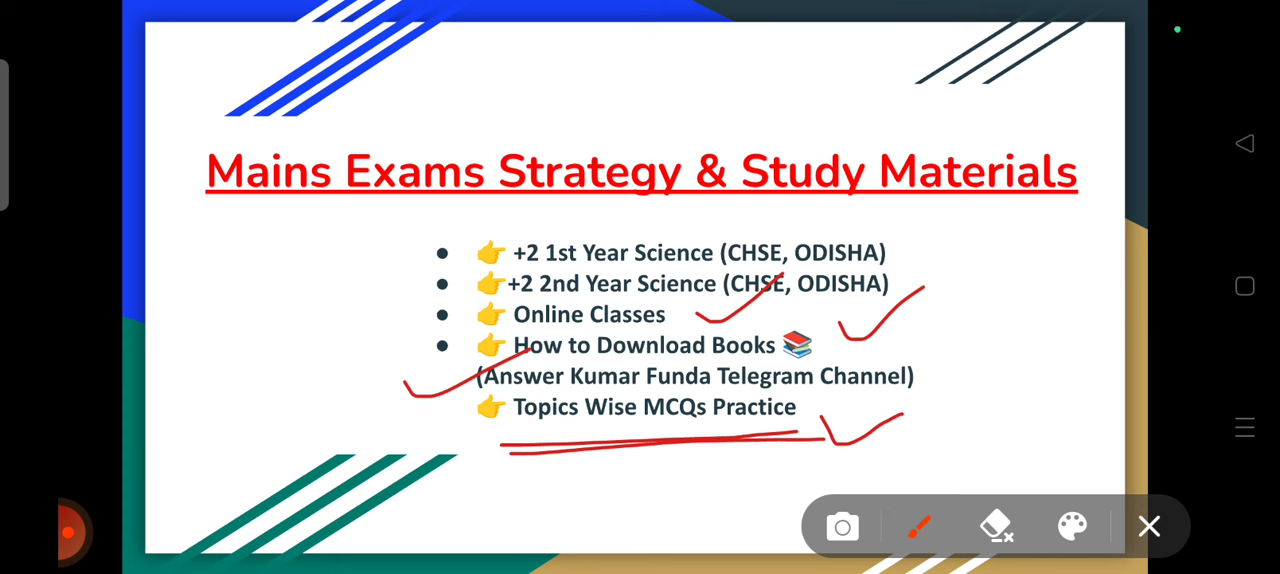 Mains Exams Strategy & Study Materials
● 👉 +2 1st Year Science (CHSE, ODISHA)
● 👉+2 2nd Year Science (CHSE, ODISHA)
● 👉 Online Classes
● 👉 How to Download Books 📚
(Answer Kumar Funda Telegram Channel)
👉 Topics Wise MCQs Practice